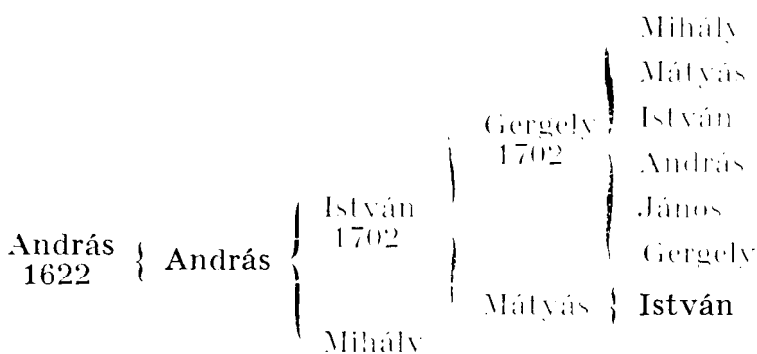 Mihály
Mátyás
Gergely István
1702 András
István János
1702
András Gergely
1622 András
Mátyás István
Mihály